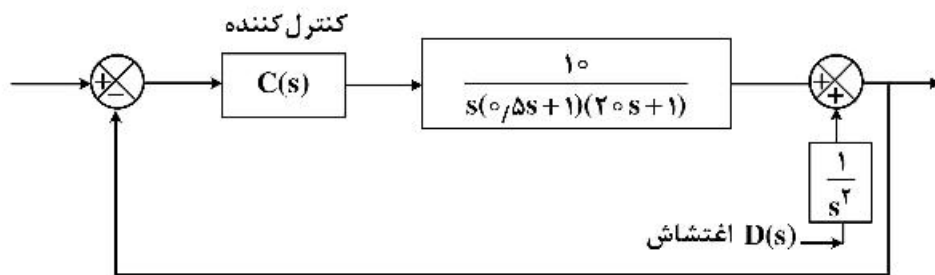 کنترل‌کننده
C(s)
۱۰
s(۰/۵s+۱)(۲۰s+۱)
+
−
+
+
۱
s۲
اغتشاش D(s)